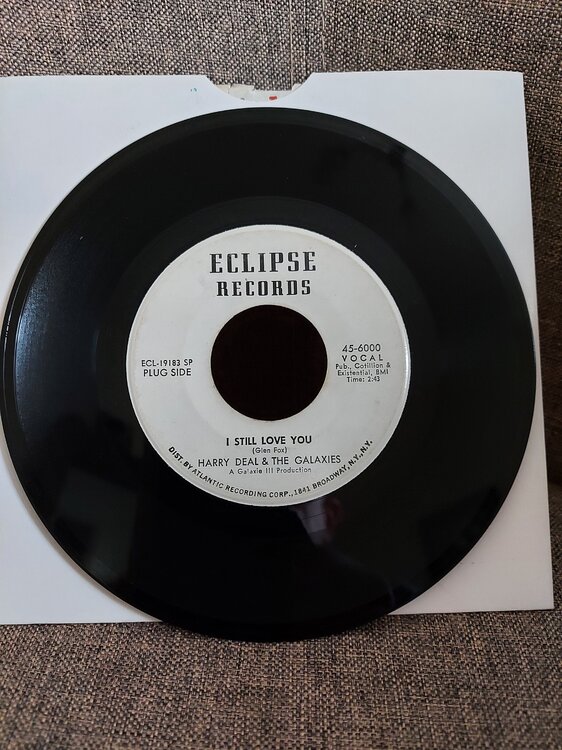 ECLIPSE
RECORDS
ECL-19183 SP
PLUG SIDE
45-6000
VOCAL
Pub., Cotillion &
Existential, BMI
Time: 2:43
I STILL LOVE YOU
(Glen Fox)
HARRY DEAL & THE GALAXIES
A Galaxie III Production
DIST. BY ATLANTIC RECORDING CORP., 1841 BROADWAY, N.Y., N.Y.